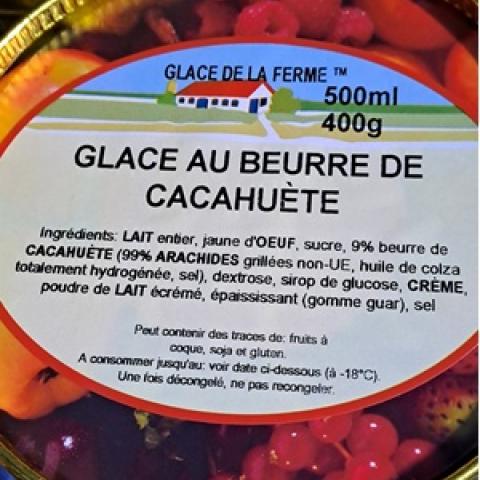 GLACE DE LA FERME ™
500ml
400g
GLACE AU BEURRE DE
CACAHUÈTE
Ingrédients: LAIT entier, jaune d'OEUF, sucre, 9% beurre de
CACAHUÈTE (99% ARACHIDES grillées non-UE, huile de colza
totalement hydrogénée, sel), dextrose, sirop de glucose, CRÈME,
poudre de LAIT écrémé, épaississant (gomme guar), sel
Peut contenir des traces de: fruits à
coque, soja et gluten.
A consommer jusqu'au: voir date ci-dessous (à -18°C).
Une fois décongelé, ne pas recongeler.